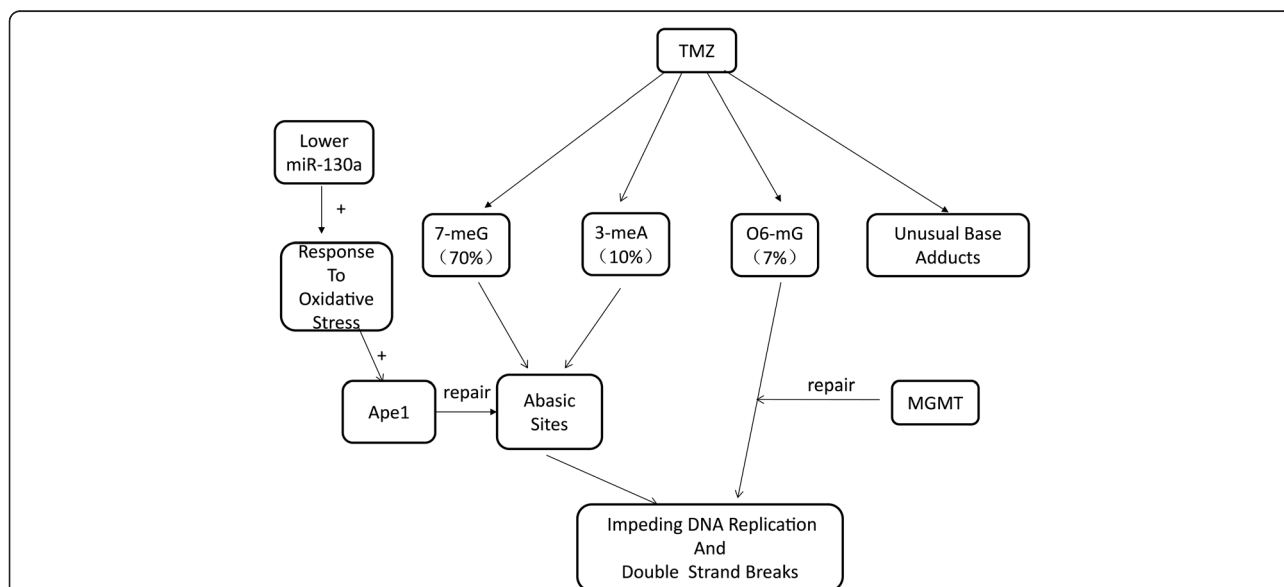 TMZ
Lower
miR-130a
+
7-meG
（70%）
3-meA
（10%）
O6-mG
（7%）
Unusual Base
Adducts
Response
To
Oxidative
Stress
+
Ape1
repair
Abasic
Sites
repair
MGMT
Impeding DNA Replication
And
Double Strand Breaks